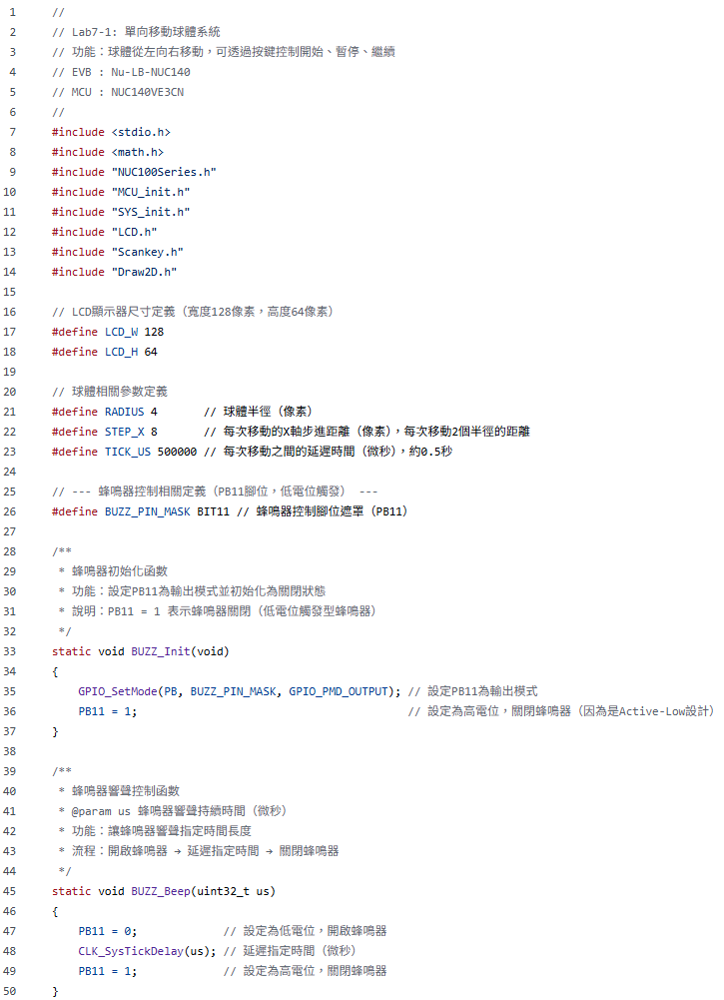 1 //
2 // Lab7-1: 單向移動球體系統
3 // 功能：球體從左向右移動，可透過按鍵控制開始、暫停、繼續
4 // EVB : Nu-LB-NUC140
5 // MCU : NUC140VE3CN
6 //
7 #include <stdio.h>
8 #include <math.h>
9 #include "NUC100Series.h"
10 #include "MCU_init.h"
11 #include "SYS_init.h"
12 #include "LCD.h"
13 #include "Scankey.h"
14 #include "Draw2D.h"
15
16 // LCD顯示器尺寸定義（寬度128像素，高度64像素）
17 #define LCD_W 128
18 #define LCD_H 64
19
20 // 球體相關參數定義
21 #define RADIUS 4       // 球體半徑（像素）
22 #define STEP_X 8       // 每次移動的X軸步進距離（像素），每次移動2個半徑的距離
23 #define TICK_US 500000 // 每次移動之間的延遲時間（微秒），約0.5秒
24
25 // --- 蜂鳴器控制相關定義（PB11腳位，低電位觸發） ---
26 #define BUZZ_PIN_MASK BIT11 // 蜂鳴器控制腳位遮罩（PB11）
27
28 /**
29  * 蜂鳴器初始化函數
30  * 功能：設定PB11為輸出模式並初始化為關閉狀態
31  * 說明：PB11 = 1 表示蜂鳴器關閉（低電位觸發型蜂鳴器）
32  */
33 static void BUZZ_Init(void)
34 {
35     GPIO_SetMode(PB, BUZZ_PIN_MASK, GPIO_PMD_OUTPUT); // 設定PB11為輸出模式
36     PB11 = 1;                                         // 設定為高電位，關閉蜂鳴器（因為是Active-Low設計）
37 }
38
39 /**
40  * 蜂鳴器響聲控制函數
41  * @param us 蜂鳴器響聲持續時間（微秒）
42  * 功能：讓蜂鳴器響聲指定時間長度
43  * 流程：開啟蜂鳴器 → 延遲指定時間 → 關閉蜂鳴器
44  */
45 static void BUZZ_Beep(uint32_t us)
46 {
47     PB11 = 0;             // 設定為低電位，開啟蜂鳴器
48     CLK_SysTickDelay(us); // 延遲指定時間（微秒）
49     PB11 = 1;             // 設定為高電位，關閉蜂鳴器
50 }